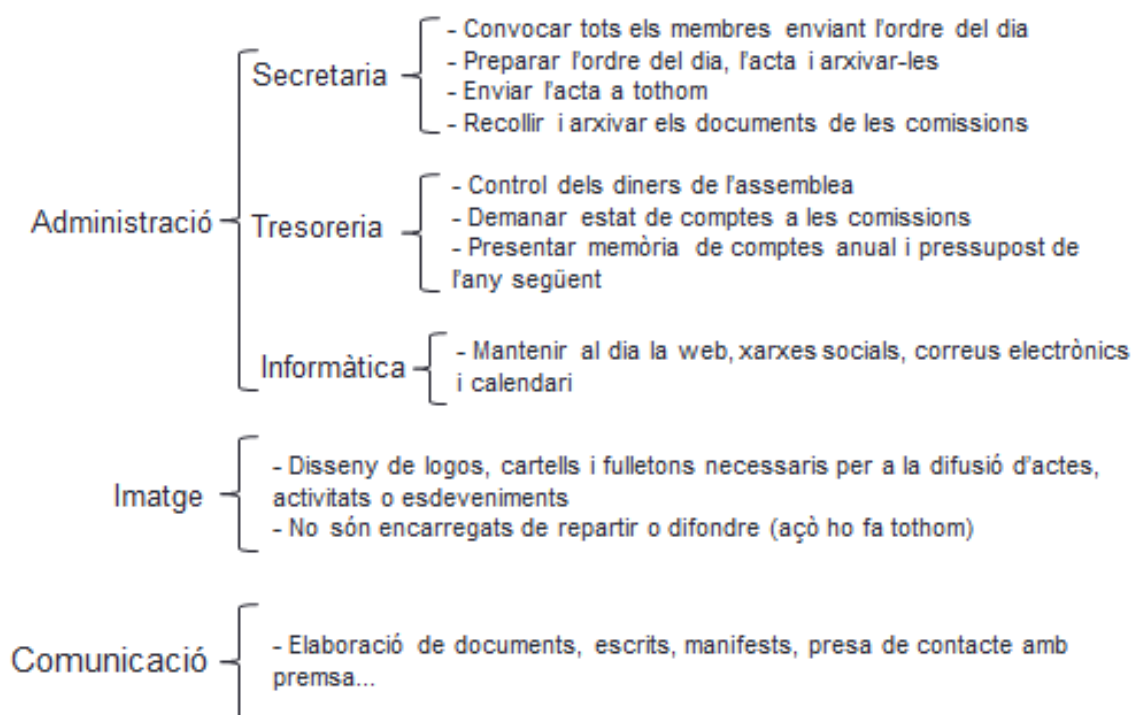 - Convocar tots els membres enviant l'ordre del dia
Secretaria
- Preparar l'ordre del dia, l'acta i arxivar-les
- Enviar l'acta a tothom
- Recollir i arxivar els documents de les comissions
Administració
Tresoreria
- Control dels diners de l'assemblea
- Demanar estat de comptes a les comissions
- Presentar memòria de comptes anual i pressupost de
l'any següent
Informàtica
- Mantenir al dia la web, xarxes socials, correus electrònics
i calendari
Imatge
- Disseny de logos, cartells i fulletons necessaris per a la difusió d'actes,
activitats o esdeveniments
- No són encarregats de repartir o difondre (açò ho fa tothom)
Comunicació
- Elaboració de documents, escrits, manifests, presa de contacte amb
premsa...